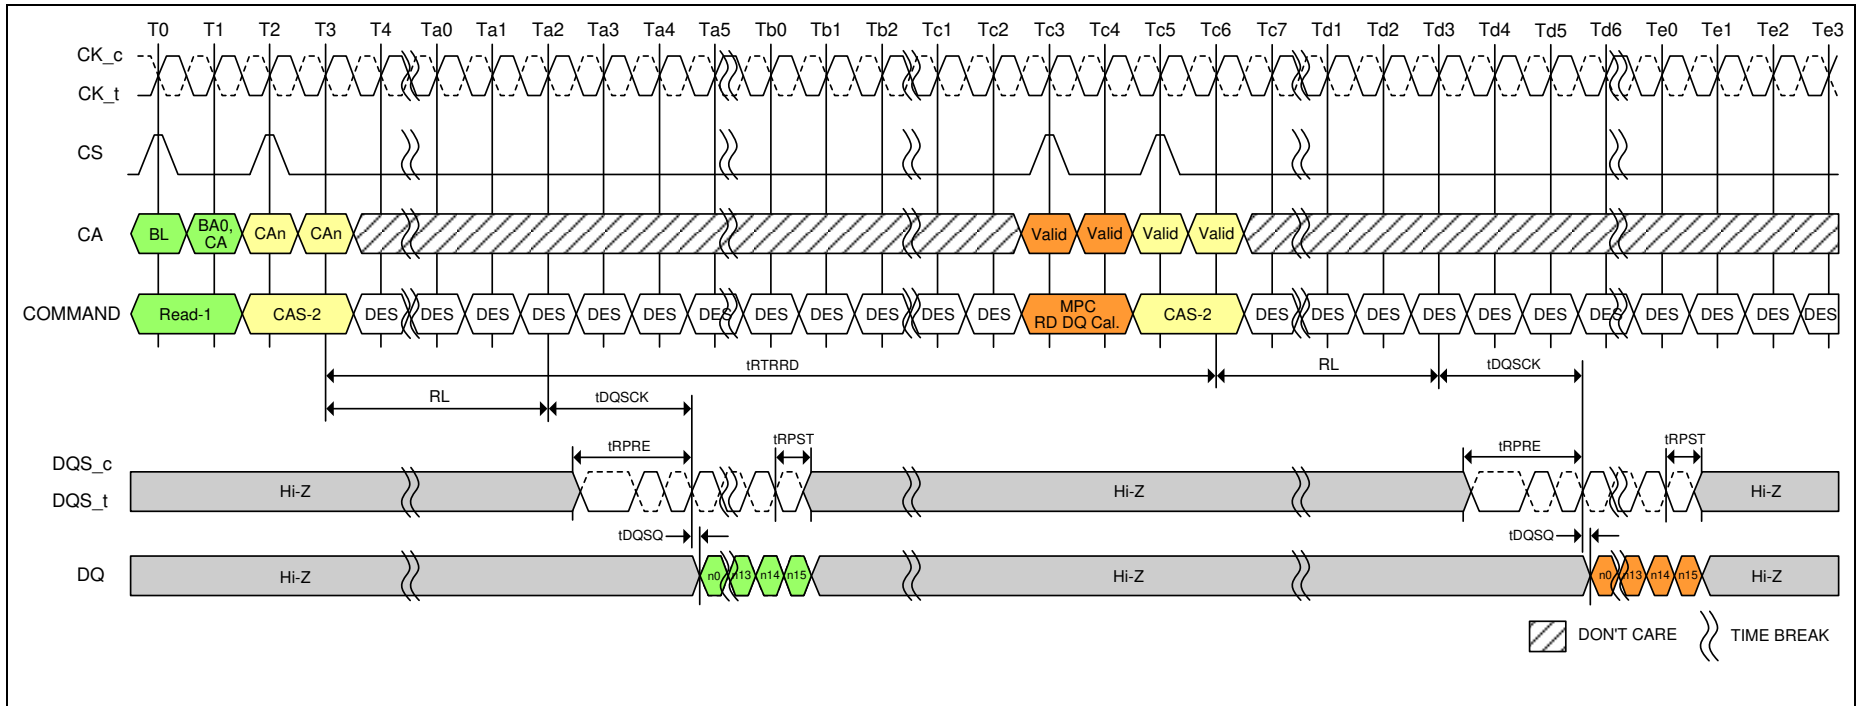 T0 T1 T2 T3 T4 Ta0 Ta1 Ta2 Ta3 Ta4 Ta5 Tb0 Tb1 Tb2 Tc1 Tc2 Tc3 Tc4 Tc5 Tc6 Tc7 Td1 Td2 Td3 Td4 Td5 Td6 Te0 Te1 Te2 Te3
CK_c
CK_t
CS
CA BL BA0, CA CAn CAn Valid Valid Valid Valid
COMMAND Read-1 CAS-2 DES DES DES DES DES DES DES DES DES DES DES DES MPC RD DQ Cal. CAS-2 DES DES DES DES DES DES DES DES DES DES DES
tRTRRD RL tDQSCK
RL tDQSCK
tRPRE tRPST tRPRE tRPST
DQS_c
DQS_t Hi-Z Hi-Z Hi-Z
tDQSQ tDQSQ
DQ Hi-Z n0 n13 n14 n15 Hi-Z n0 n13 n14 n15 Hi-Z
DON'T CARE TIME BREAK